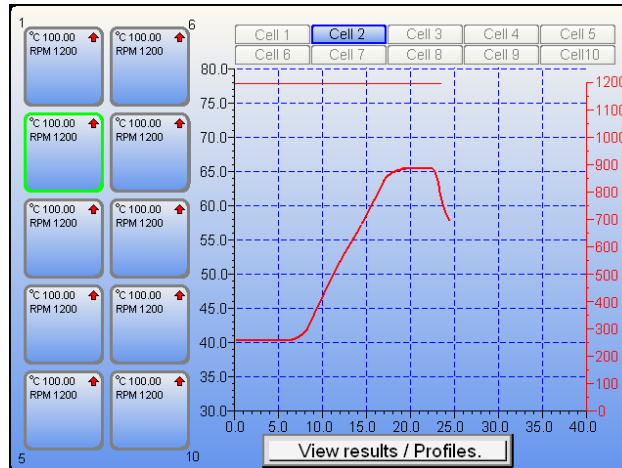 1
6
°C 100.00
RPM 1200
°C 100.00
RPM 1200
°C 100.00
RPM 1200
°C 100.00
RPM 1200
°C 100.00
RPM 1200
°C 100.00
RPM 1200
°C 100.00
RPM 1200
°C 100.00
RPM 1200
°C 100.00
RPM 1200
°C 100.00
RPM 1200
5
10
Cell 1 Cell 2 Cell 3 Cell 4 Cell 5
Cell 6 Cell 7 Cell 8 Cell 9 Cell10
80.0
75.0
70.0
65.0
60.0
55.0
50.0
45.0
40.0
35.0
30.0
1200
1100
1000
900
800
700
600
500
400
300
200
100
0
0.0 5.0 10.0 15.0 20.0 25.0 30.0 35.0 40.0
View results / Profiles.